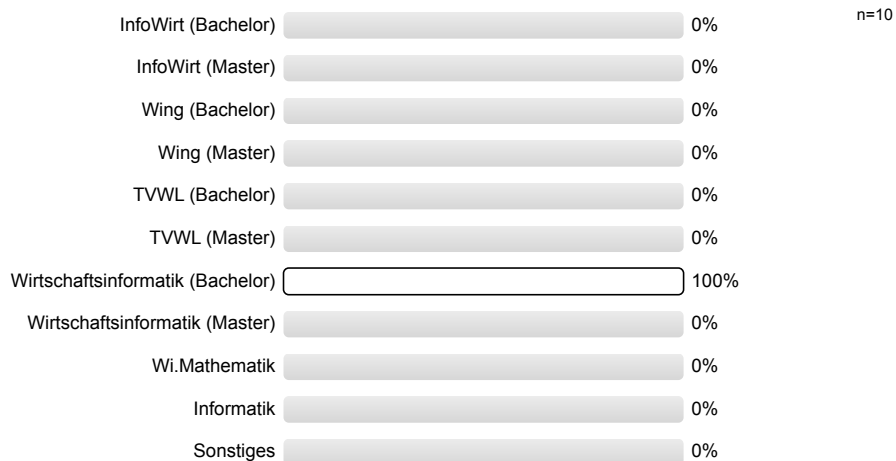 InfoWirt (Bachelor) 0% n=10
InfoWirt (Master) 0%
Wing (Bachelor) 0%
Wing (Master) 0%
TVWL (Bachelor) 0%
TVWL (Master) 0%
Wirtschaftsinformatik (Bachelor) 100%
Wirtschaftsinformatik (Master) 0%
Wi.Mathematik 0%
Informatik 0%
Sonstiges 0%